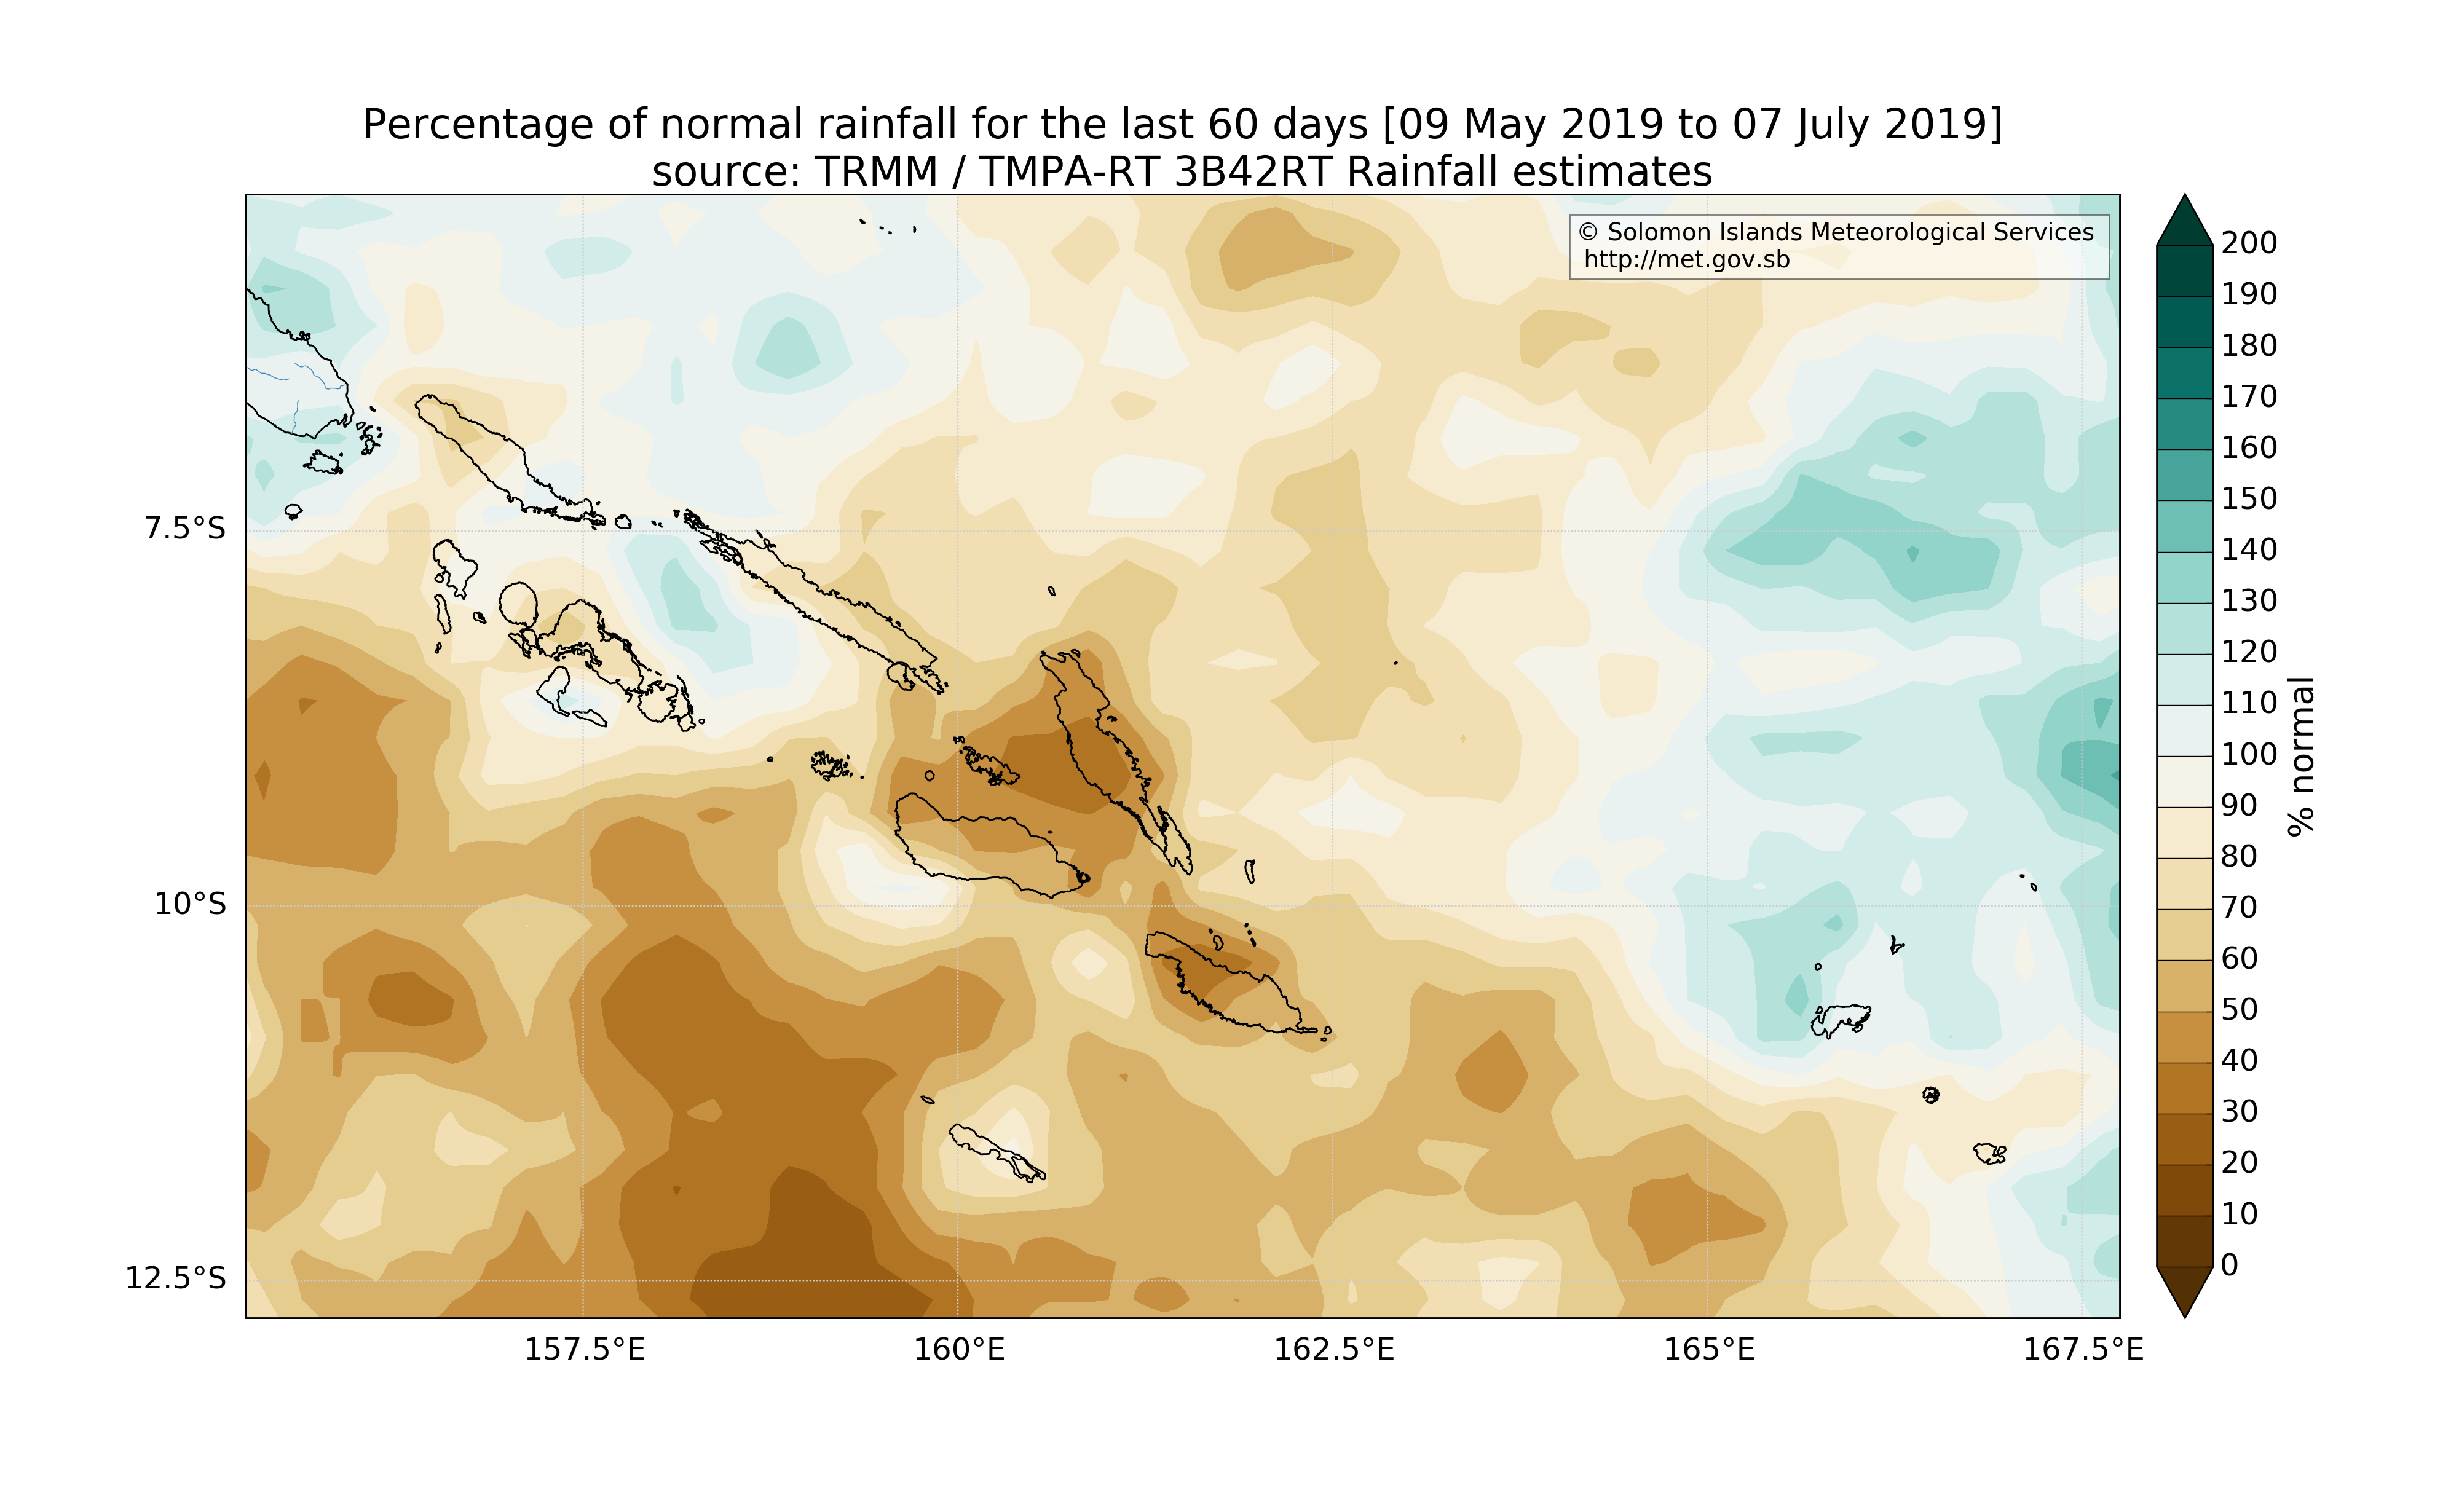 Percentage of normal rainfall for the last 60 days [09 May 2019 to 07 July 2019]
source: TRMM / TMPA-RT 3B42RT Rainfall estimates
© Solomon Islands Meteorological Services
http://met.gov.sb
7.5°S
10°S
12.5°S
157.5°E
160°E
162.5°E
165°E
167.5°E
200
190
180
170
160
150
140
130
120
110
100
90
80
70
60
50
40
30
20
10
0
% normal